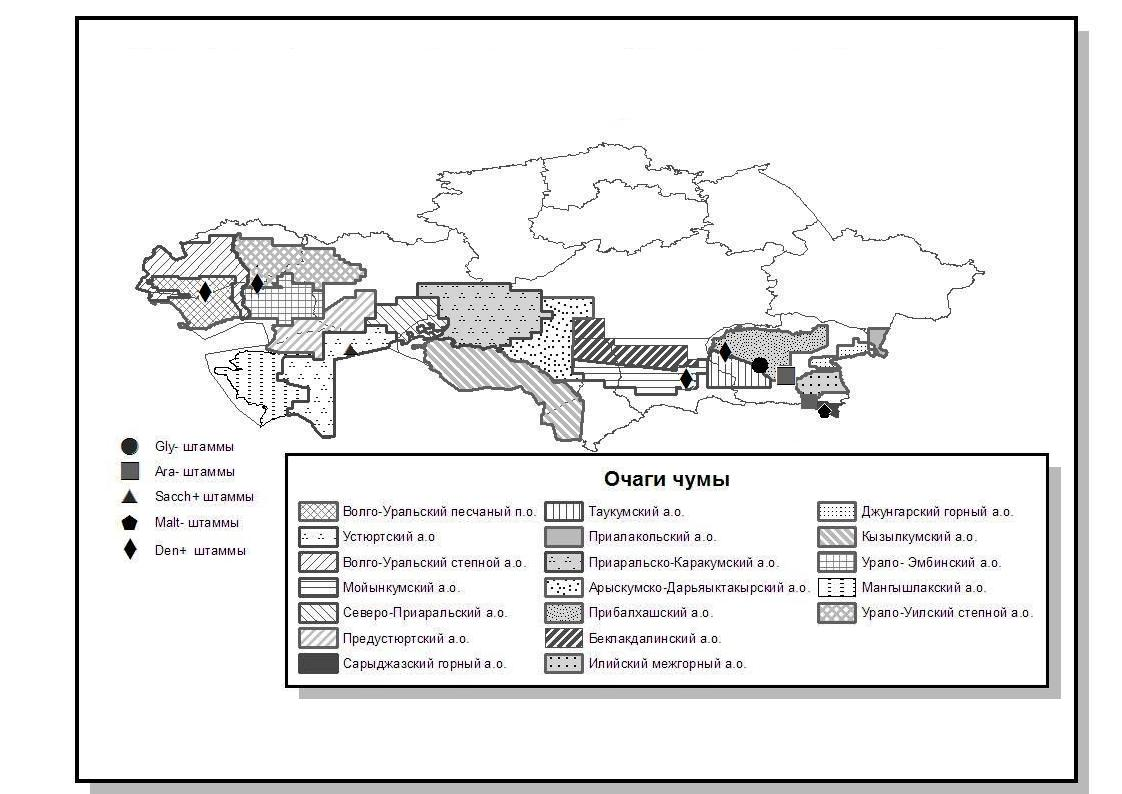 Gly- штаммы
Ara- штаммы
Sacch+ штаммы
Malt- штаммы
Den+ штаммы
Очаги чумы
Волго-Уральский песчаный п.о.
Устюртский а.о
Волго-Уральский степной а.о.
Мойынкумский а.о.
Северо-Приаральский а.о.
Предустюртский а.о.
Сарыджазский горный а.о.
Таукумский а.о.
Приалакольский а.о.
Приаральско-Каракумский а.о.
Арыскумско-Дарьяыктакырский а.о.
Прибалхашский а.о.
Бекпакдалинский а.о.
Илийский межгорный а.о.
Джунгарский горный а.о.
Кызылкумский а.о.
Урало- Эмбинский а.о.
Мангышлакский а.о.
Урало-Уилский степной а.о.